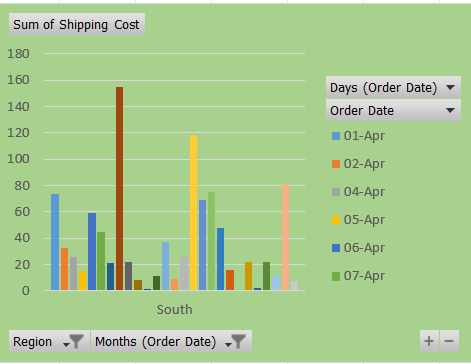 Sum of Shipping Cost
180
160
140
120
100
80
60
40
20
0
South
Days (Order Date)
Order Date
01-Apr
02-Apr
04-Apr
05-Apr
06-Apr
07-Apr
Region
Months (Order Date)
+ −